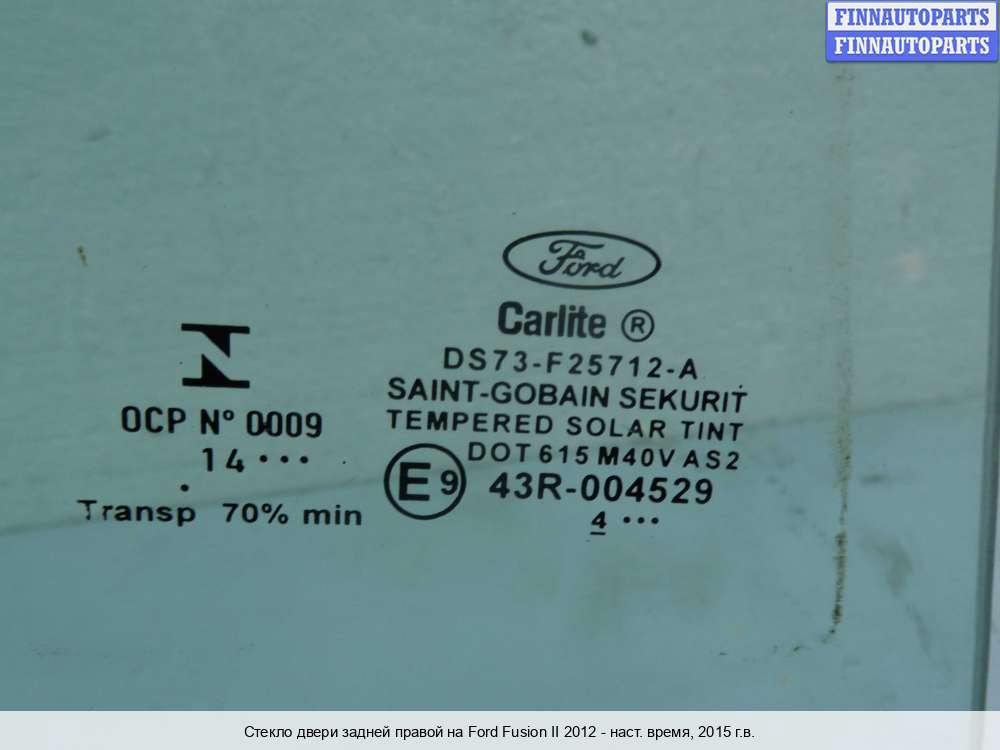 FINNAUTOPARTS
FINNAUTOPARTS
Ford
Carlite ®
DS73-F25712-A
SAINT-GOBAIN SEKURIT
TEMPERED SOLAR TINT
DOT 615 M40V AS2
E9 43R-004529
4 •••
OCP N° 0009
14 •••
Transp 70% min
Стекло двери задней правой на Ford Fusion II 2012 - наст. время, 2015 г.в.